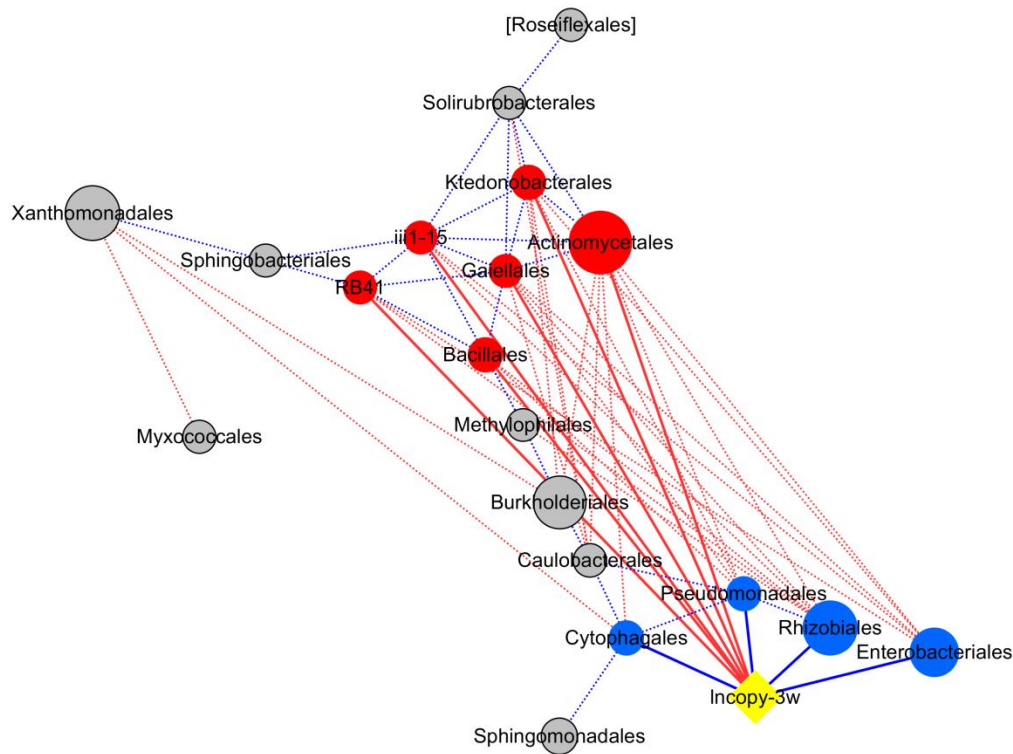 [Roseiflexales]
Solirubrobacterales
Ktedonobacterales
Xanthomonadales
iii1-15
Actinomycetales
Sphingobacteriales
Gaiellales
RB41
Bacillales
Methylophilales
Myxococcales
Burkholderiales
Caulobacterales
Pseudomonadales
Rhizobiales
Cytophagales
Enterobacteriales
lncopy-3w
Sphingomonadales